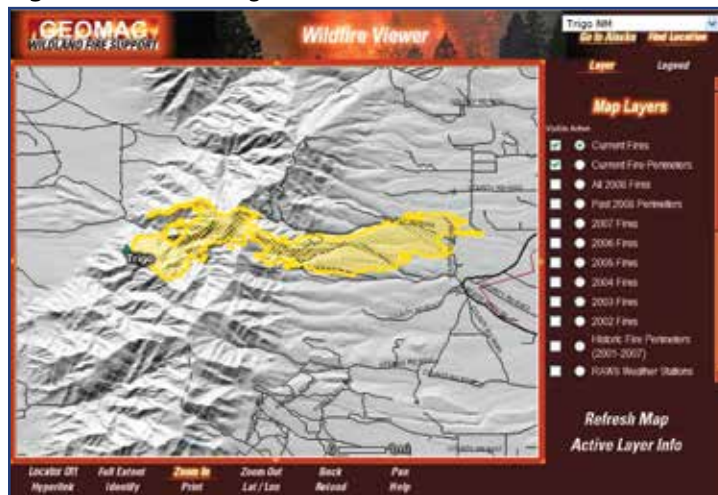 GEOMAC
WILDLAND FIRE SUPPORT
Wildfire Viewer
Trigo NM
Go to Alaska Find Location
Layer Legend
Map Layers
Visible Active
Current Fires
Current Fire Perimeters
All 2008 Fires
Past 2008 Perimeters
2007 Fires
2006 Fires
2005 Fires
2004 Fires
2003 Fires
2002 Fires
Historic Fire Perimeters
(2001-2007)
RAWS Weather Stations
Refresh Map
Active Layer Info
Trigo
Locator Off Full Extent Zoom In Zoom Out Back Pan
Hyperlink Identify Print Lat / Lon Reload Help